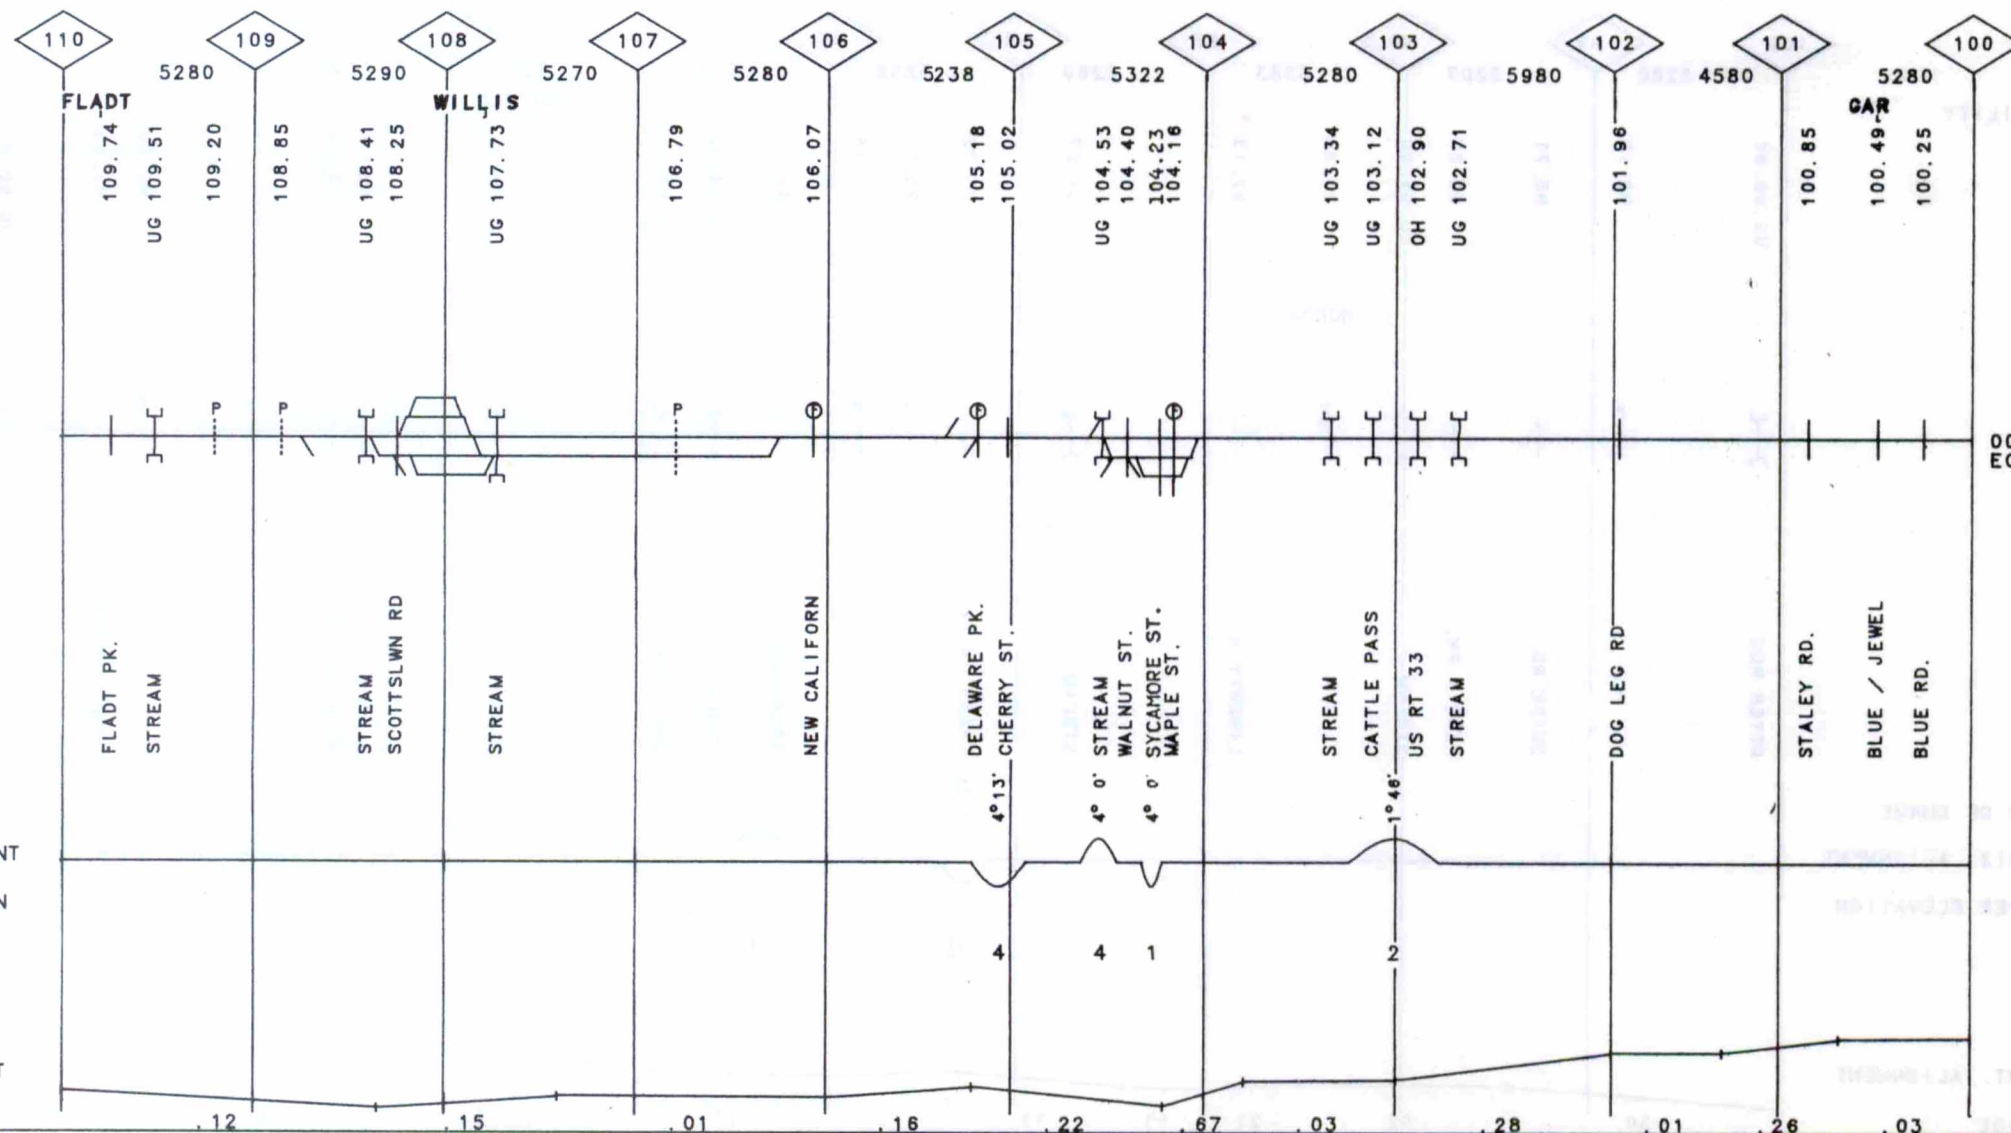 110 109 108 107 106 105 104 103 102 101 100
5280 5290 5270 5280 5238 5322 5280 5980 4580 5280
FLADT WILLIS CAR
109.74
UG 109.51
109.20
108.85
UG 108.41
108.25
UG 107.73
106.79
106.07
105.18
105.02
UG 104.53
104.40
104.23
104.16
UG 103.34
UG 103.12
OH 102.90
UG 102.71
101.96
100.85
100.49
100.25
P P P
FLADT PK.
STREAM
STREAM
SCOTTSLWN RD
STREAM
NEW CALIFORN
DELAWARE PK.
4°13' CHERRY ST.
4° 0' STREAM
WALNUT ST.
4° 0' SYCAMORE ST.
MAPLE ST.
STREAM
CATTLE PASS
1°46'
US RT 33
STREAM
DOG LEG RD
STALEY RD.
BLUE / JEWEL
BLUE RD.
NT
N
4 4 1 2
T
.12 .15 .01 .16 .22 .67 .03 .28 .01 .26 .03